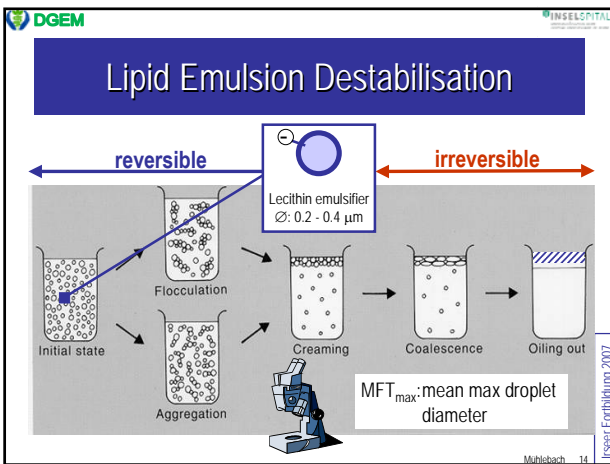 DGEM
INSELSPITAL
Lipid Emulsion Destabilisation
reversible
irreversible
Lecithin emulsifier
∅: 0.2 - 0.4 µm
Flocculation
Initial state
Creaming
Coalescence
Oiling out
Aggregation
MFTmax:mean max droplet
diameter
Irseer Fortbildung 2007
Mühlebach 14